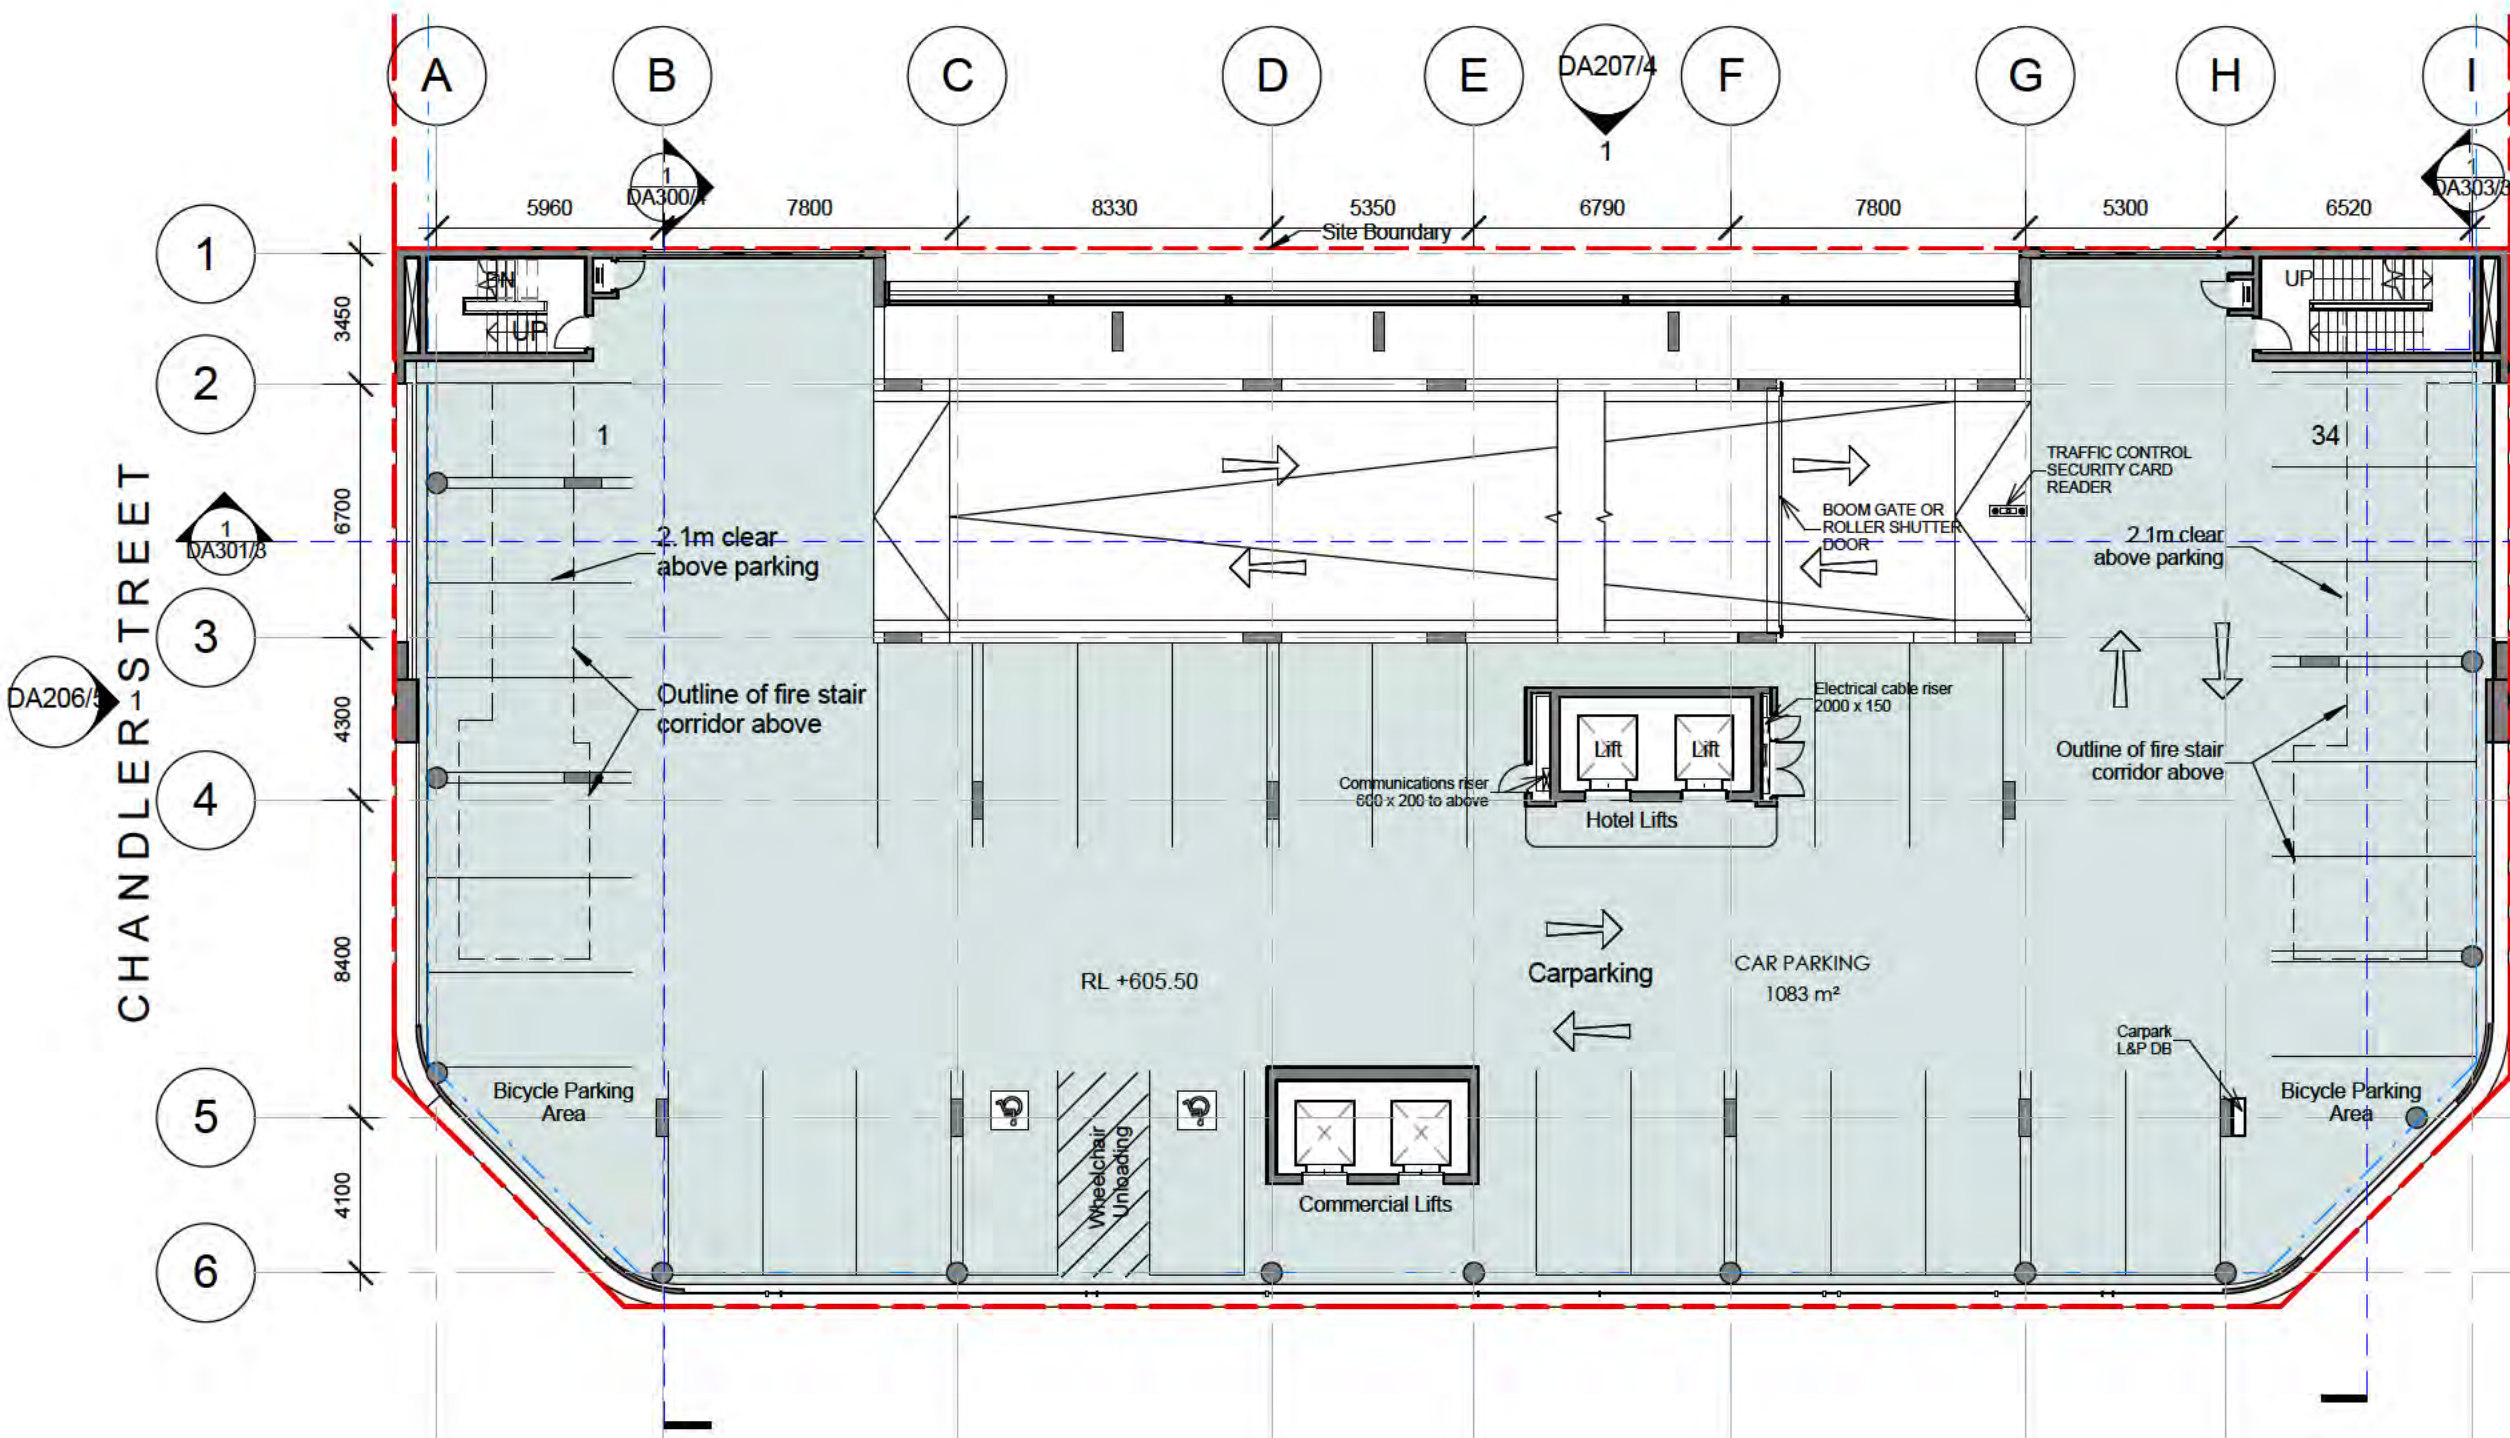 A
B
C
D
E
DA207/4
1
F
G
H
I
1
DA300/4
1
DA303/3
5960
7800
8330
5350
6790
7800
5300
6520
Site Boundary
1
2
3
4
5
6
3450
6700
4300
8400
4100
CHANDLER STREET
1
DA301/3
DA206/5
1
DN
UP
UP
1
34
2.1m clear
above parking
Outline of fire stair
corridor above
BOOM GATE OR
ROLLER SHUTTER
DOOR
TRAFFIC CONTROL
SECURITY CARD
READER
2.1m clear
above parking
Outline of fire stair
corridor above
Electrical cable riser
2000 x 150
Lift
Lift
Communications riser
600 x 200 to above
Hotel Lifts
RL +605.50
Carparking
CAR PARKING
1083 m²
Carpark
L&P DB
Bicycle Parking
Area
Wheelchair
Unloading
Commercial Lifts
Bicycle Parking
Area